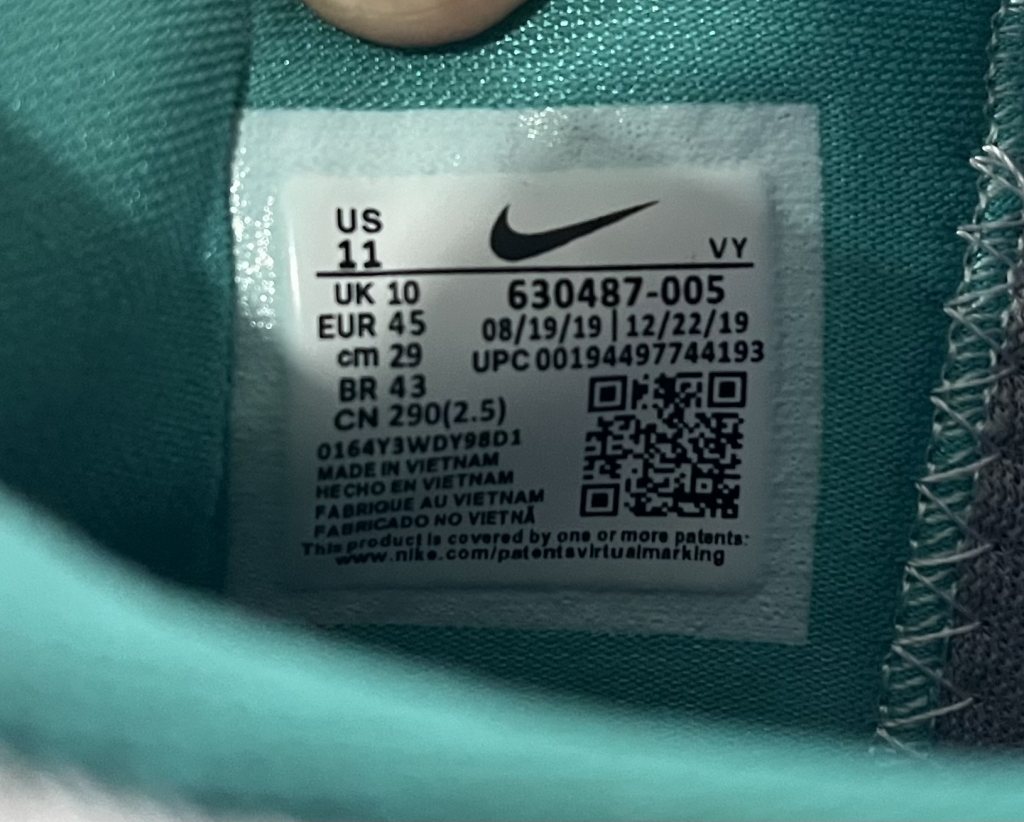 US
11
VY
UK 10
630487-005
EUR 45
08/19/19 | 12/22/19
cm 29
UPC 00194497744193
BR 43
CN 290(2.5)
0164Y3WDY98D1
MADE IN VIETNAM
HECHO EN VIETNAM
FABRIQUE AU VIETNAM
FABRICADO NO VIETNÃ
This product is covered by one or more patents:
www.nike.com/patentsvirtualmarking